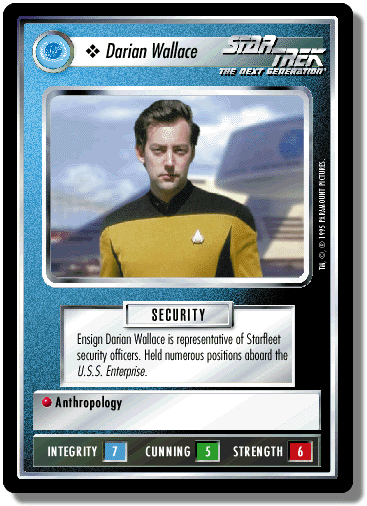 ❖ Darian Wallace
STAR TREK
THE NEXT GENERATION®
TM, ® & © 1995 PARAMOUNT PICTURES.
SECURITY
Ensign Darian Wallace is representative of Starfleet
security officers. Held numerous positions aboard the
U.S.S. Enterprise.
Anthropology
INTEGRITY 7 CUNNING 5 STRENGTH 6